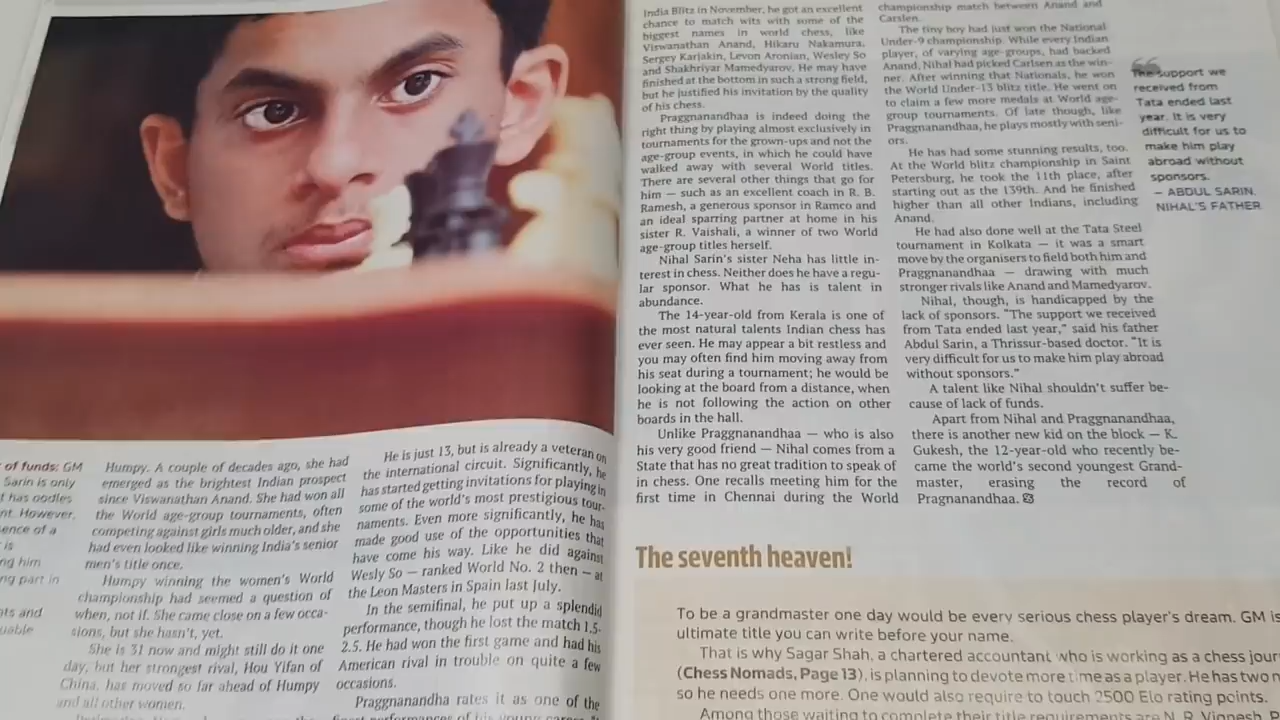 of funds: GM
Sarin is only
t has oodles
nt. However,
ence of a
is
ng him
ng part in
nts and
uable
Humpy. A couple of decades ago, she had
emerged as the brightest Indian prospect
since Viswanathan Anand. She had won all
the World age-group tournaments, often
competing against girls much older, and she
had even looked like winning India's senior
men's title once.
Humpy winning the women's World
championship had seemed a question of
when, not if. She came close on a few occa-
sions, but she hasn't, yet.
She is 31 now and might still do it one
day, but her strongest rival, Hou Yifan of
China, has moved so far ahead of Humpy
and all other women.
He is just 13, but is already a veteran on
the international circuit. Significantly, he
has started getting invitations for playing in
some of the world's most prestigious tour-
naments. Even more significantly, he has
made good use of the opportunities that
have come his way. Like he did against
Wesly So — ranked World No. 2 then — at
the Leon Masters in Spain last July.
In the semifinal, he put up a splendid
performance, though he lost the match 1.5-
2.5. He had won the first game and had his
American rival in trouble on quite a few
occasions.
Praggnanandha rates it as one of the
India Blitz in November, he got an excellent
chance to match wits with some of the
biggest names in world chess, like
Viswanathan Anand, Hikaru Nakamura,
Sergey Karjakin, Levon Aronian, Wesley So
and Shakhriyar Mamedyarov. He may have
finished at the bottom in such a strong field,
but he justified his invitation by the quality
of his chess.
Praggnanandhaa is indeed doing the
right thing by playing almost exclusively in
tournaments for the grown-ups and not the
age-group events, in which he could have
walked away with several World titles.
There are several other things that go for
him — such as an excellent coach in R. B.
Ramesh, a generous sponsor in Ramco and
an ideal sparring partner at home in his
sister R. Vaishali, a winner of two World
age-group titles herself.
Nihal Sarin's sister Neha has little in-
terest in chess. Neither does he have a regu-
lar sponsor. What he has is talent in
abundance.
The 14-year-old from Kerala is one of
the most natural talents Indian chess has
ever seen. He may appear a bit restless and
you may often find him moving away from
his seat during a tournament; he would be
looking at the board from a distance, when
he is not following the action on other
boards in the hall.
Unlike Praggnanandhaa — who is also
his very good friend — Nihal comes from a
State that has no great tradition to speak of
in chess. One recalls meeting him for the
first time in Chennai during the World
championship match between Anand and
Carslen.
The tiny boy had just won the National
Under-9 championship. While every Indian
player, of varying age-groups, had backed
Anand, Nihal had picked Carlsen as the win-
ner. After winning that Nationals, he won
the World Under-13 blitz title. He went on
to claim a few more medals at World age-
group tournaments. Of late though, like
Praggnanandhaa, he plays mostly with seni-
ors.
He has had some stunning results, too.
At the World blitz championship in Saint
Petersburg, he took the 11th place, after
starting out as the 139th. And he finished
higher than all other Indians, including
Anand.
He had also done well at the Tata Steel
tournament in Kolkata — it was a smart
move by the organisers to field both him and
Praggnanandhaa — drawing with much
stronger rivals like Anand and Mamedyarov.
Nihal, though, is handicapped by the
lack of sponsors. "The support we received
from Tata ended last year," said his father
Abdul Sarin, a Thrissur-based doctor. "It is
very difficult for us to make him play abroad
without sponsors."
A talent like Nihal shouldn't suffer be-
cause of lack of funds.
Apart from Nihal and Praggnanandhaa,
there is another new kid on the block — K.
Gukesh, the 12-year-old who recently be-
came the world's second youngest Grand-
master, erasing the record of
Pragnanandhaa.
“
The support we
received from
Tata ended last
year. It is very
difficult for us to
make him play
abroad without
sponsors.
— ABDUL SARIN,
NIHAL'S FATHER
The seventh heaven!
To be a grandmaster one day would be every serious chess player's dream. GM is
ultimate title you can write before your name.
That is why Sagar Shah, a chartered accountant who is working as a chess jour
(Chess Nomads, Page 13), is planning to devote more time as a player. He has two n
so he needs one more. One would also require to touch 2500 Elo rating points.
Among those waiting to complete their title requirements are N. R. Vignesh, P